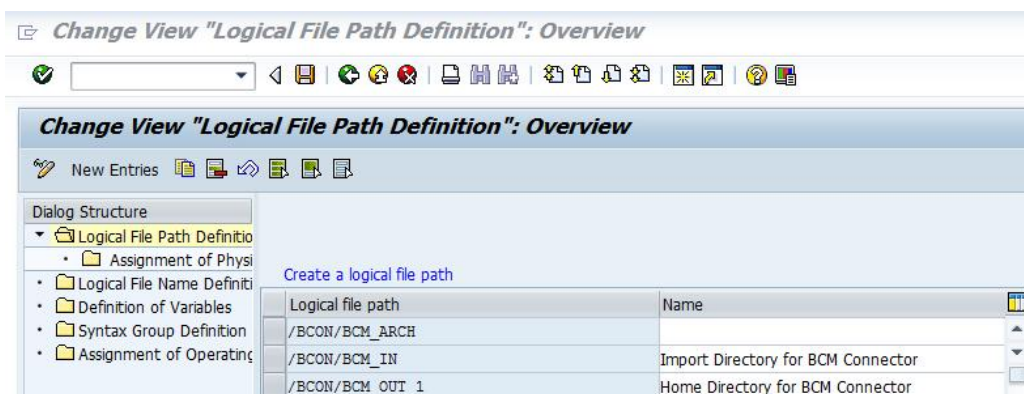 Change View "Logical File Path Definition": Overview
Change View "Logical File Path Definition": Overview
New Entries
Dialog Structure
Logical File Path Definitio
Assignment of Physi
Logical File Name Definiti
Definition of Variables
Syntax Group Definition
Assignment of Operating
Create a logical file path
Logical file path Name
/BCON/BCM_ARCH
/BCON/BCM_IN Import Directory for BCM Connector
/BCON/BCM_OUT_1 Home Directory for BCM Connector